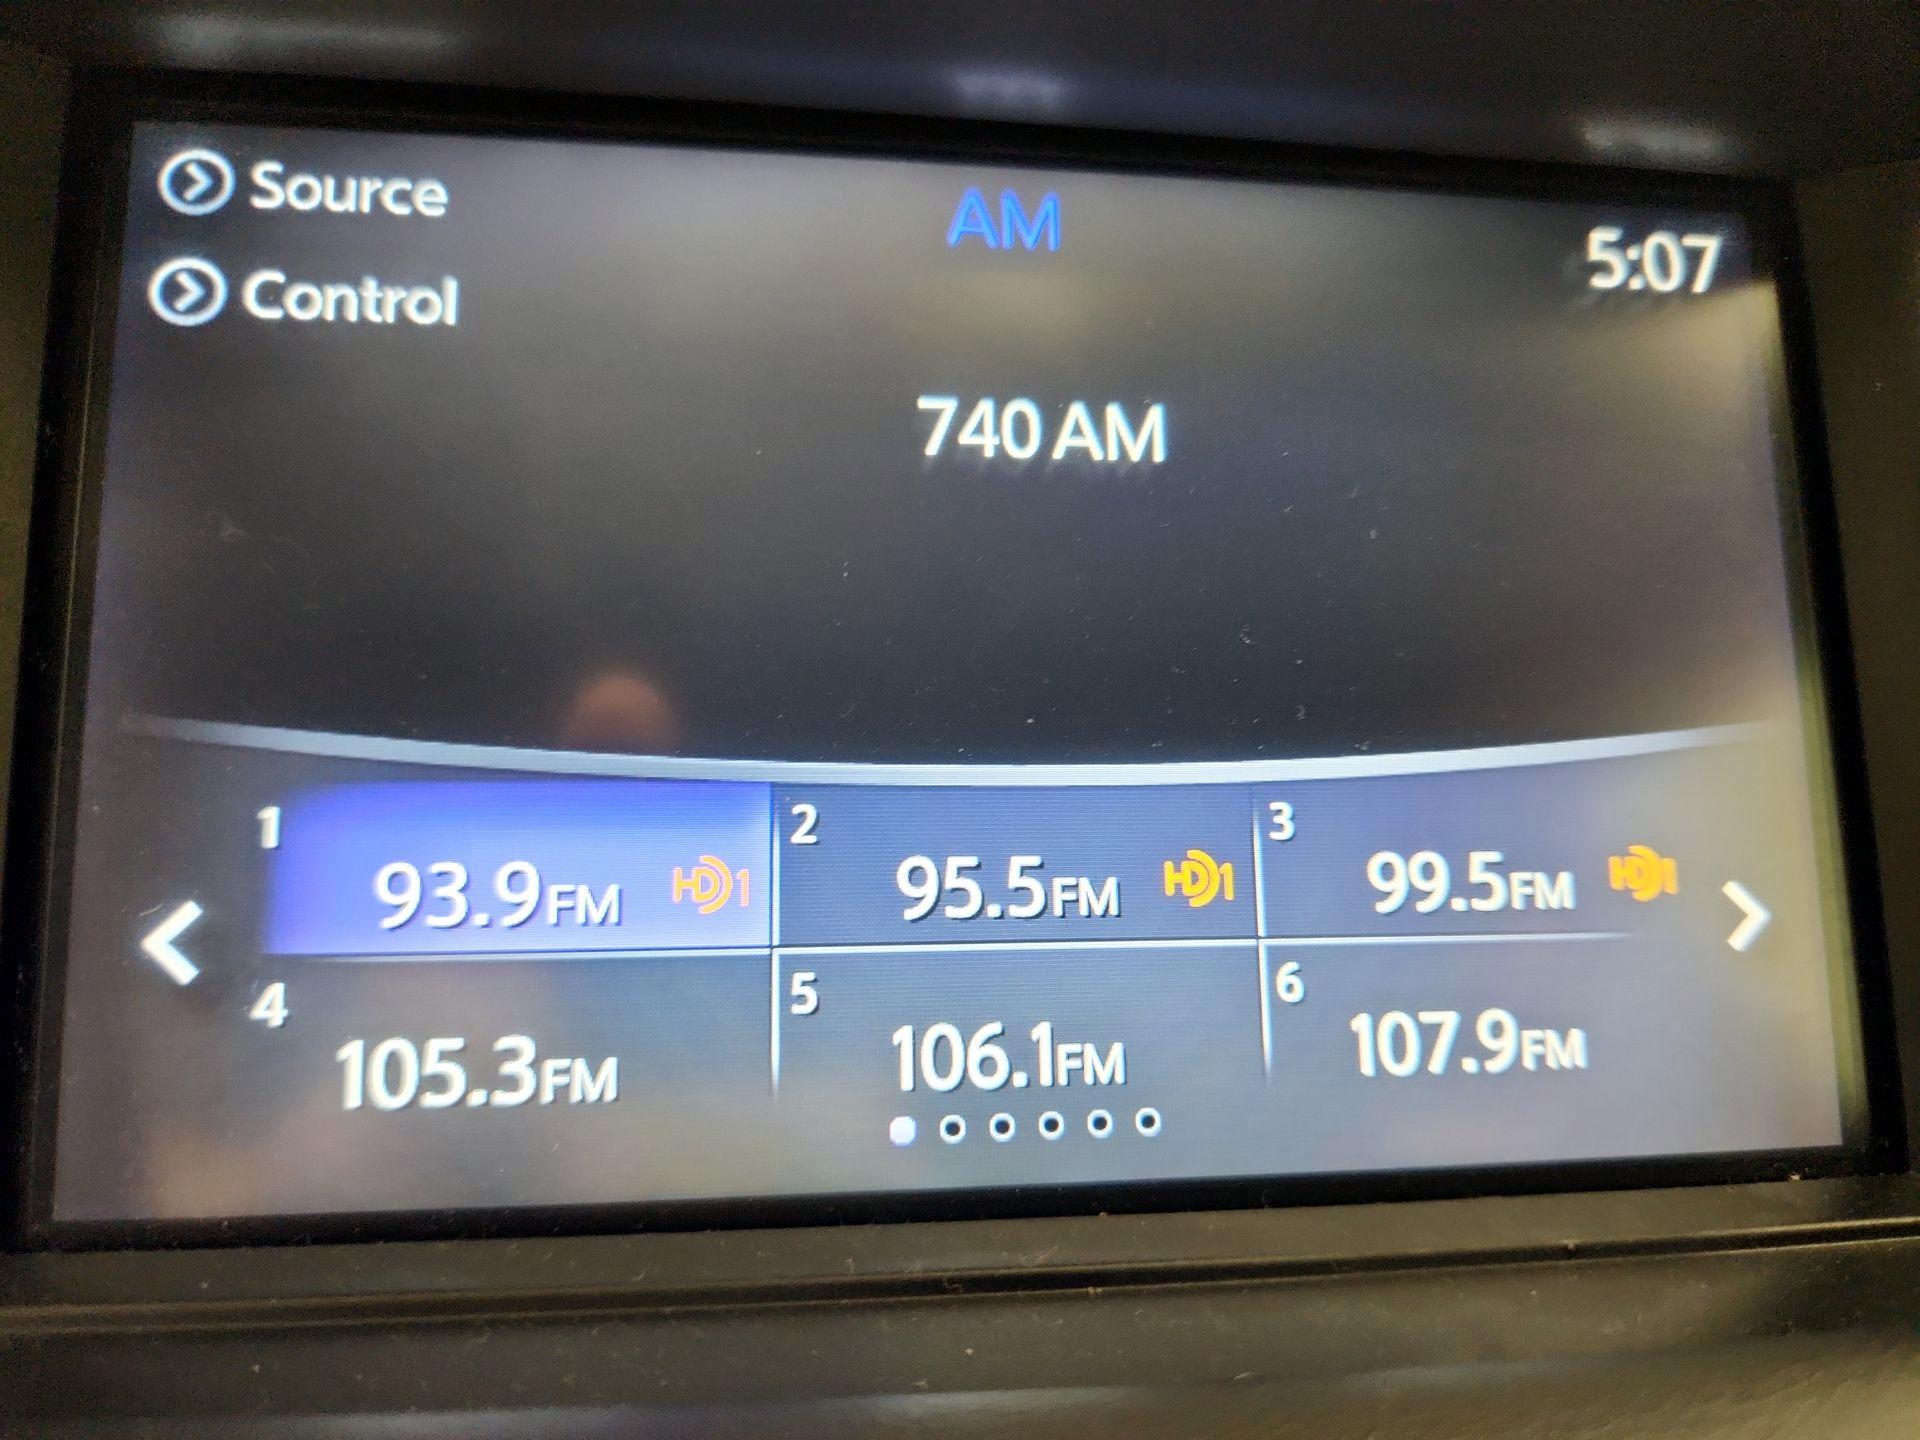 Source
AM
5:07
Control
740 AM
1
93.9FM HD1
2
95.5FM HD1
3
99.5FM HD1
4
105.3FM
5
106.1FM
6
107.9FM